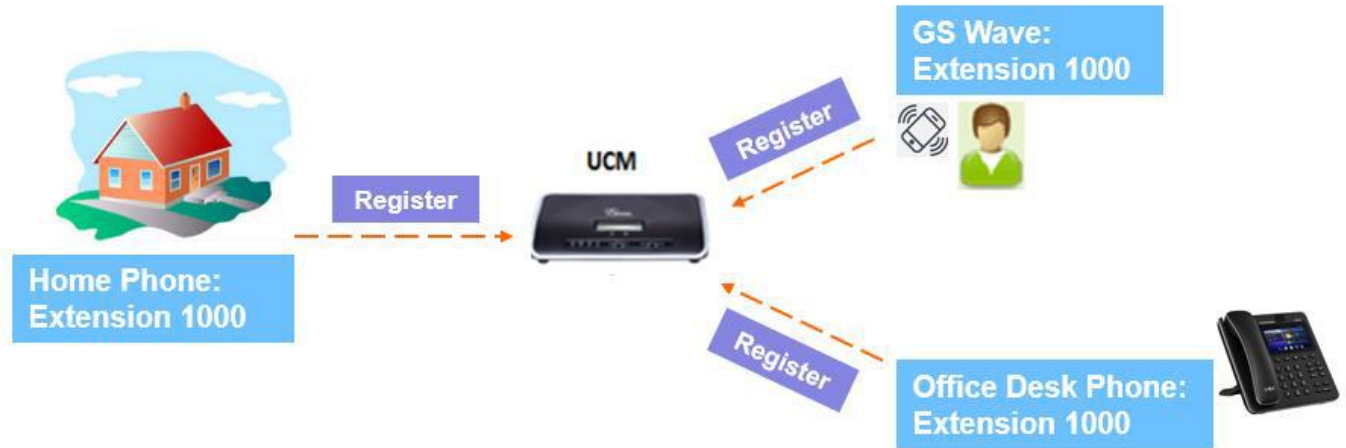 GS Wave:
Extension 1000
Register
UCM
Register
Home Phone:
Extension 1000
Register
Office Desk Phone:
Extension 1000